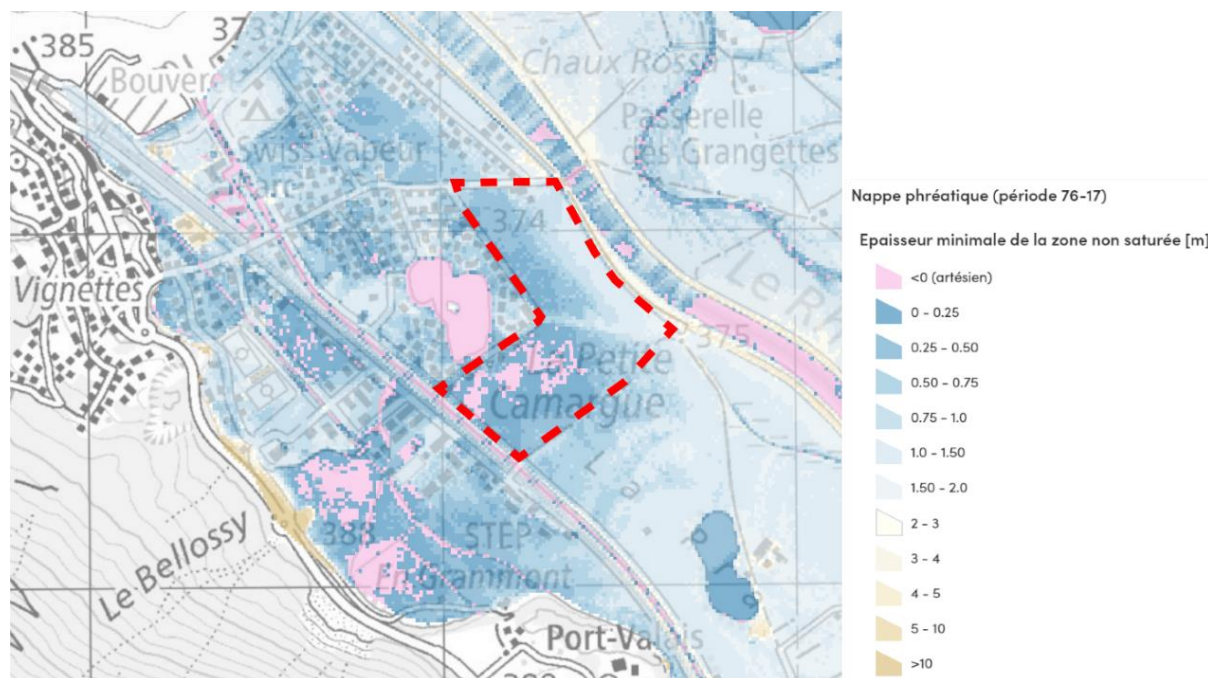 385
373
Bouveret
Chaux Rossa
Passerelle
des Grangettes
Swiss Vapeur
Parc
374
Le Rh
Vignettes
375
La Petite
Camargue
Le Bellossy
388
STEP
En Grammont
Port-Valais
Nappe phréatique (période 76-17)
Epaisseur minimale de la zone non saturée [m]
<0 (artésien)
0 - 0.25
0.25 - 0.50
0.50 - 0.75
0.75 - 1.0
1.0 - 1.50
1.50 - 2.0
2 - 3
3 - 4
4 - 5
5 - 10
>10